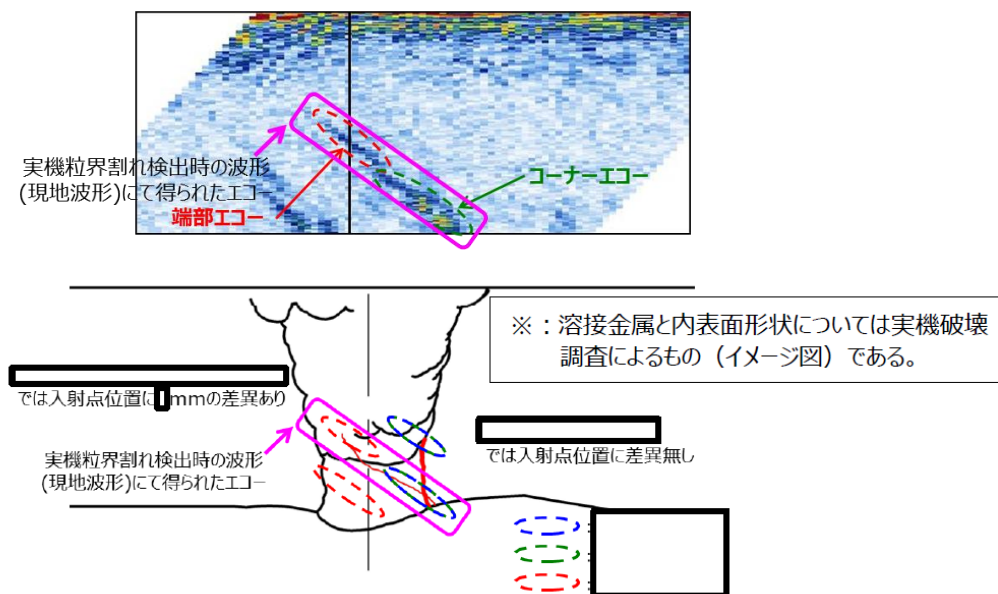 実機粒界割れ検出時の波形
(現地波形)にて得られたエコー
端部エコー
コーナーエコー
※：溶接金属と内表面形状については実機破壊
調査によるもの（イメージ図）である。
では入射点位置に mmの差異あり
では入射点位置に差異無し
実機粒界割れ検出時の波形
(現地波形)にて得られたエコー